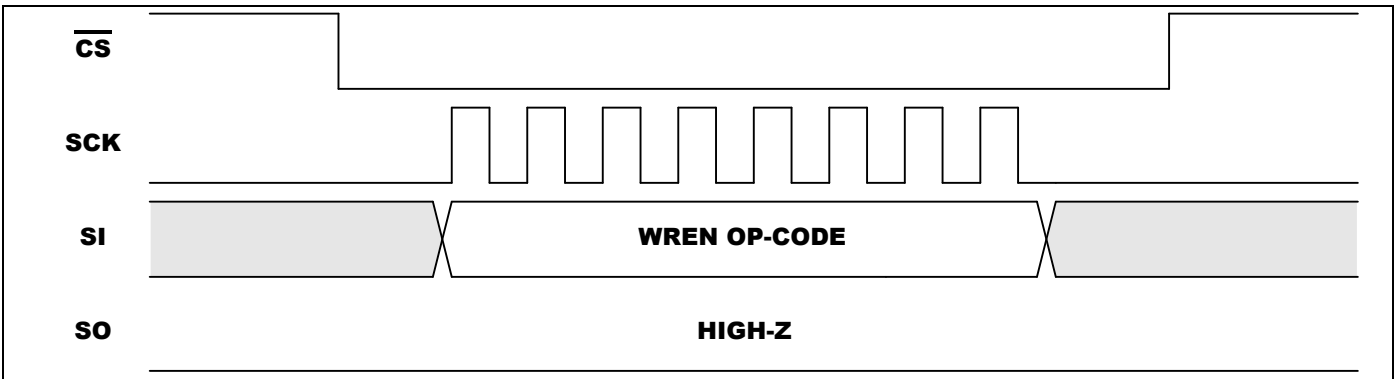 CS
SCK
SI
WREN OP-CODE
SO
HIGH-Z